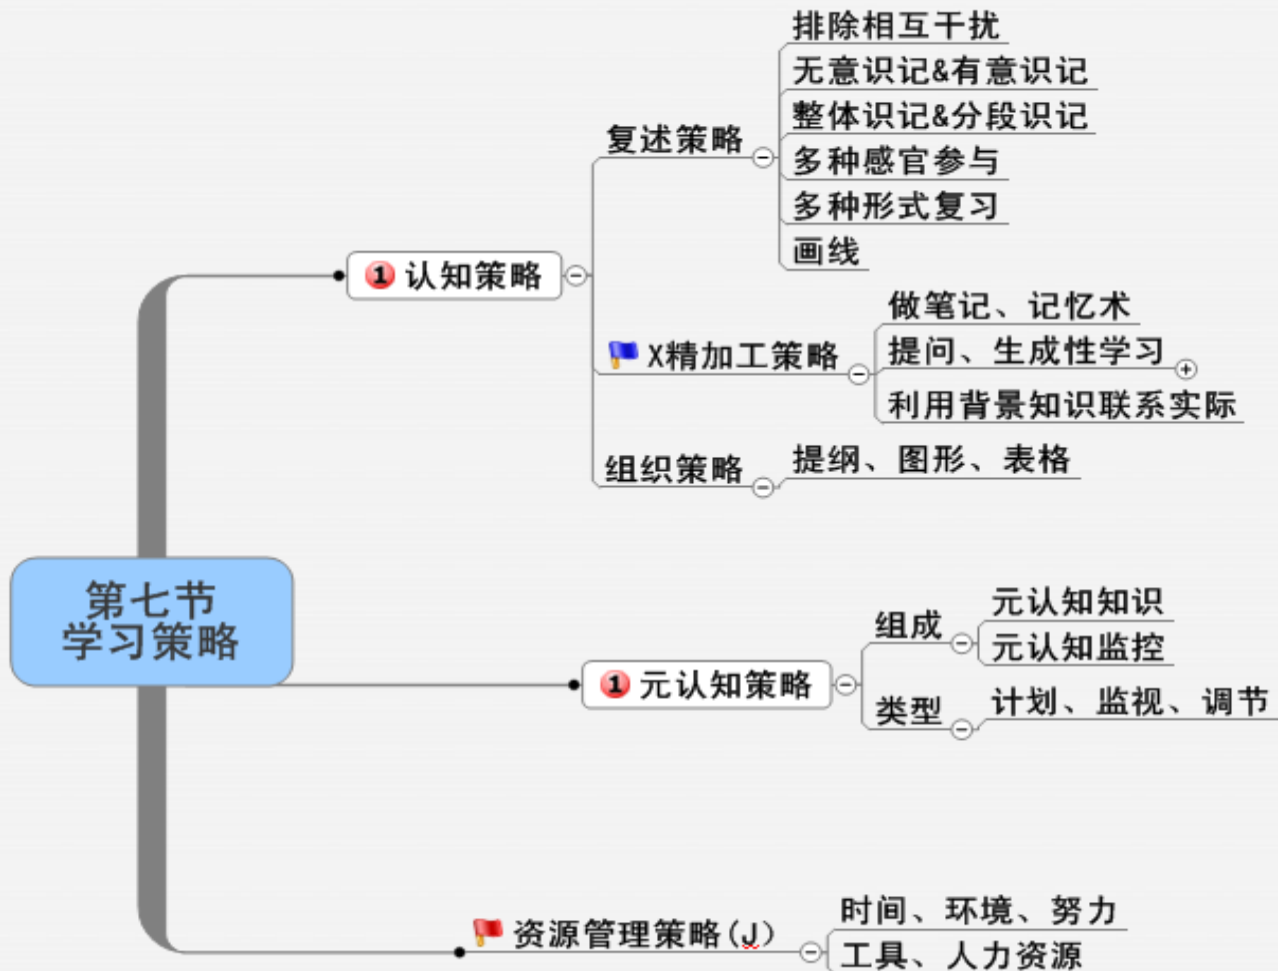 排除相互干扰
无意识记&有意识记
整体识记&分段识记
复述策略
多种感官参与
多种形式复习
画线
1 认知策略
做笔记、记忆术
X精加工策略
提问、生成性学习
利用背景知识联系实际
组织策略
提纲、图形、表格
第七节
学习策略
元认知知识
组成
元认知监控
1 元认知策略
类型
计划、监视、调节
资源管理策略(J)
时间、环境、努力
工具、人力资源